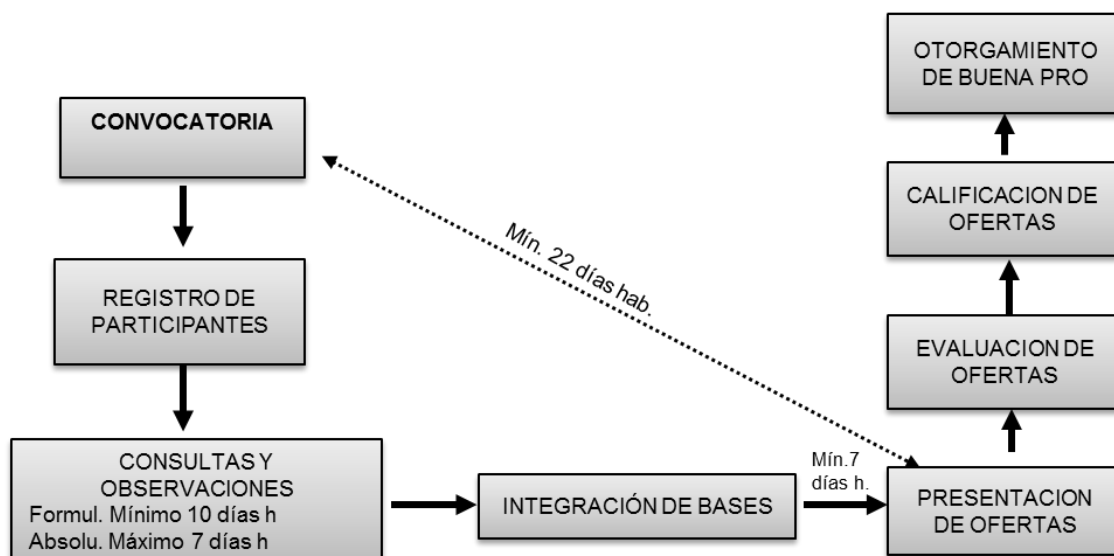 CONVOCATORIA
REGISTRO DE
PARTICIPANTES
CONSULTAS Y
OBSERVACIONES
Formul. Mínimo 10 días h
Absolu. Máximo 7 días h
INTEGRACIÓN DE BASES
Mín.7
días h.
PRESENTACION
DE OFERTAS
Mín. 22 días hab.
EVALUACION DE
OFERTAS
CALIFICACION DE
OFERTAS
OTORGAMIENTO
DE BUENA PRO